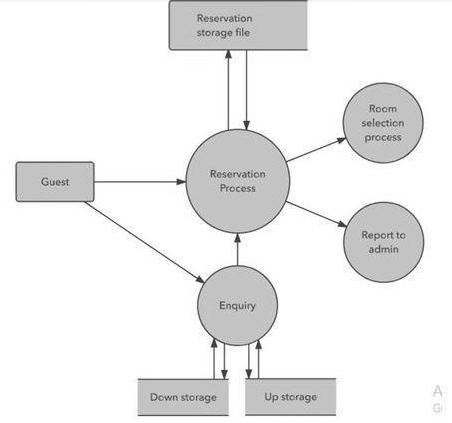 Reservation
storage file
Room
selection
process
Guest
Reservation
Process
Report to
admin
Enquiry
Down storage
Up storage
A
G